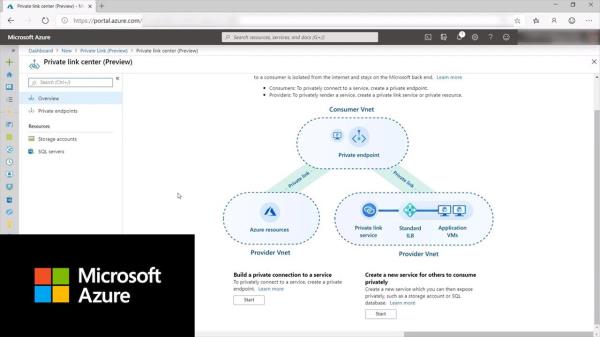 Private link center (Preview)
https://portal.azure.com/
Microsoft Azure
Search resources, services, and docs (G+/)
Dashboard > New > Private Link (Preview) > Private link center (Preview)
Private link center (Preview)
Search (Ctrl+/)
Overview
Private endpoints
Resources
Storage accounts
SQL servers
to a consumer is isolated from the internet and stays on the Microsoft back end. Learn more
• Consumers: To privately connect to a service, create a private endpoint.
• Providers: To privately render a service, create a private link service or private resource.
Consumer Vnet
Private endpoint
Private link
Private link
Azure resources
Private link
service
Standard
ILB
Application
VMs
Provider Vnet
Provider Vnet
Build a private connection to a service
To privately connect to a service, create a private
endpoint. Learn more
Start
Create a new service for others to consume
privately
Create a new service which you can then expose
privately, such as a storage account or SQL
database. Learn more
Start
Microsoft
Azure